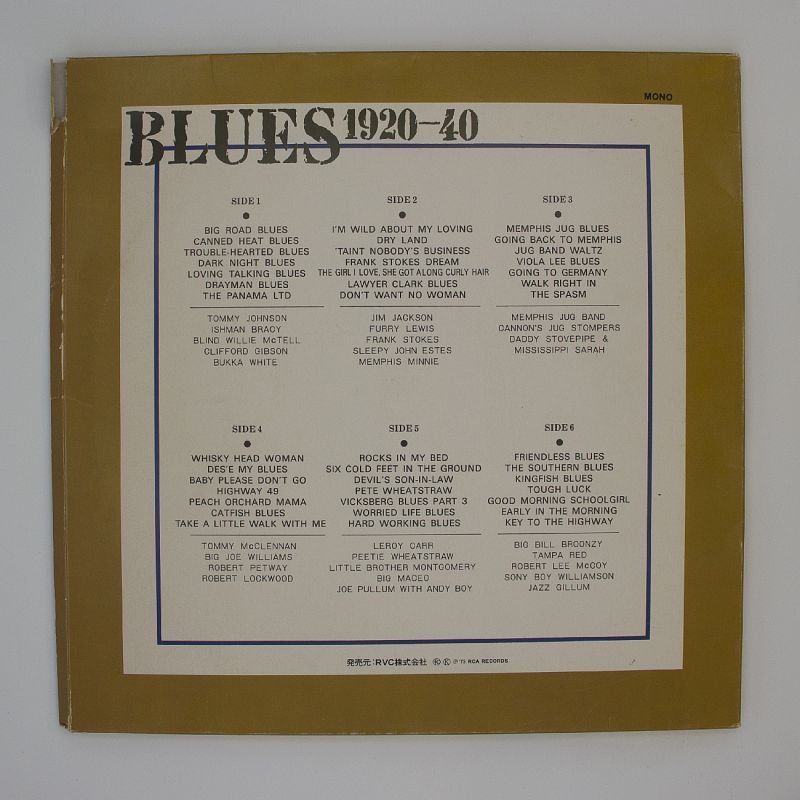 MONO
BLUES 1920–40
SIDE 1
BIG ROAD BLUES
CANNED HEAT BLUES
TROUBLE-HEARTED BLUES
DARK NIGHT BLUES
LOVING TALKING BLUES
DRAYMAN BLUES
THE PANAMA LTD
TOMMY JOHNSON
ISHMAN BRACY
BLIND WILLIE McTELL
CLIFFORD GIBSON
BUKKA WHITE
SIDE 2
I'M WILD ABOUT MY LOVING
DRY LAND
'TAINT NOBODY'S BUSINESS
FRANK STOKES DREAM
THE GIRL I LOVE, SHE GOT ALONG CURLY HAIR
LAWYER CLARK BLUES
DON'T WANT NO WOMAN
JIM JACKSON
FURRY LEWIS
FRANK STOKES
SLEEPY JOHN ESTES
MEMPHIS MINNIE
SIDE 3
MEMPHIS JUG BLUES
GOING BACK TO MEMPHIS
JUG BAND WALTZ
VIOLA LEE BLUES
GOING TO GERMANY
WALK RIGHT IN
THE SPASM
MEMPHIS JUG BAND
CANNON'S JUG STOMPERS
DADDY STOVEPIPE &
MISSISSIPPI SARAH
SIDE 4
WHISKY HEAD WOMAN
DES'E MY BLUES
BABY PLEASE DON'T GO
HIGHWAY 49
PEACH ORCHARD MAMA
CATFISH BLUES
TAKE A LITTLE WALK WITH ME
TOMMY McCLENNAN
BIG JOE WILLIAMS
ROBERT PETWAY
ROBERT LOCKWOOD
SIDE 5
ROCKS IN MY BED
SIX COLD FEET IN THE GROUND
DEVIL'S SON-IN-LAW
PETE WHEATSTRAW
VICKSBERG BLUES PART 3
WORRIED LIFE BLUES
HARD WORKING BLUES
LEROY CARR
PEETIE WHEATSTRAW
LITTLE BROTHER MONTGOMERY
BIG MACEO
JOE PULLUM WITH ANDY BOY
SIDE 6
FRIENDLESS BLUES
THE SOUTHERN BLUES
KINGFISH BLUES
TOUGH LUCK
GOOD MORNING SCHOOLGIRL
EARLY IN THE MORNING
KEY TO THE HIGHWAY
BIG BILL BROONZY
TAMPA RED
ROBERT LEE McCOY
SONY BOY WILLIAMSON
JAZZ GILLUM
発売元:RVC株式会社 ℗'75 RCA RECORDS